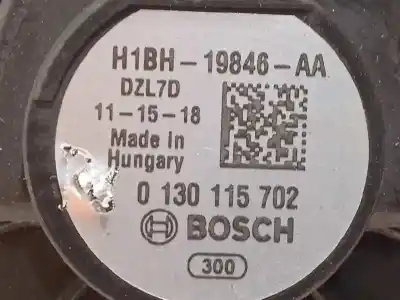 H1BH-19846-AA
DZL7D
11-15-18
Made in
Hungary
0 130 115 702
BOSCH
300